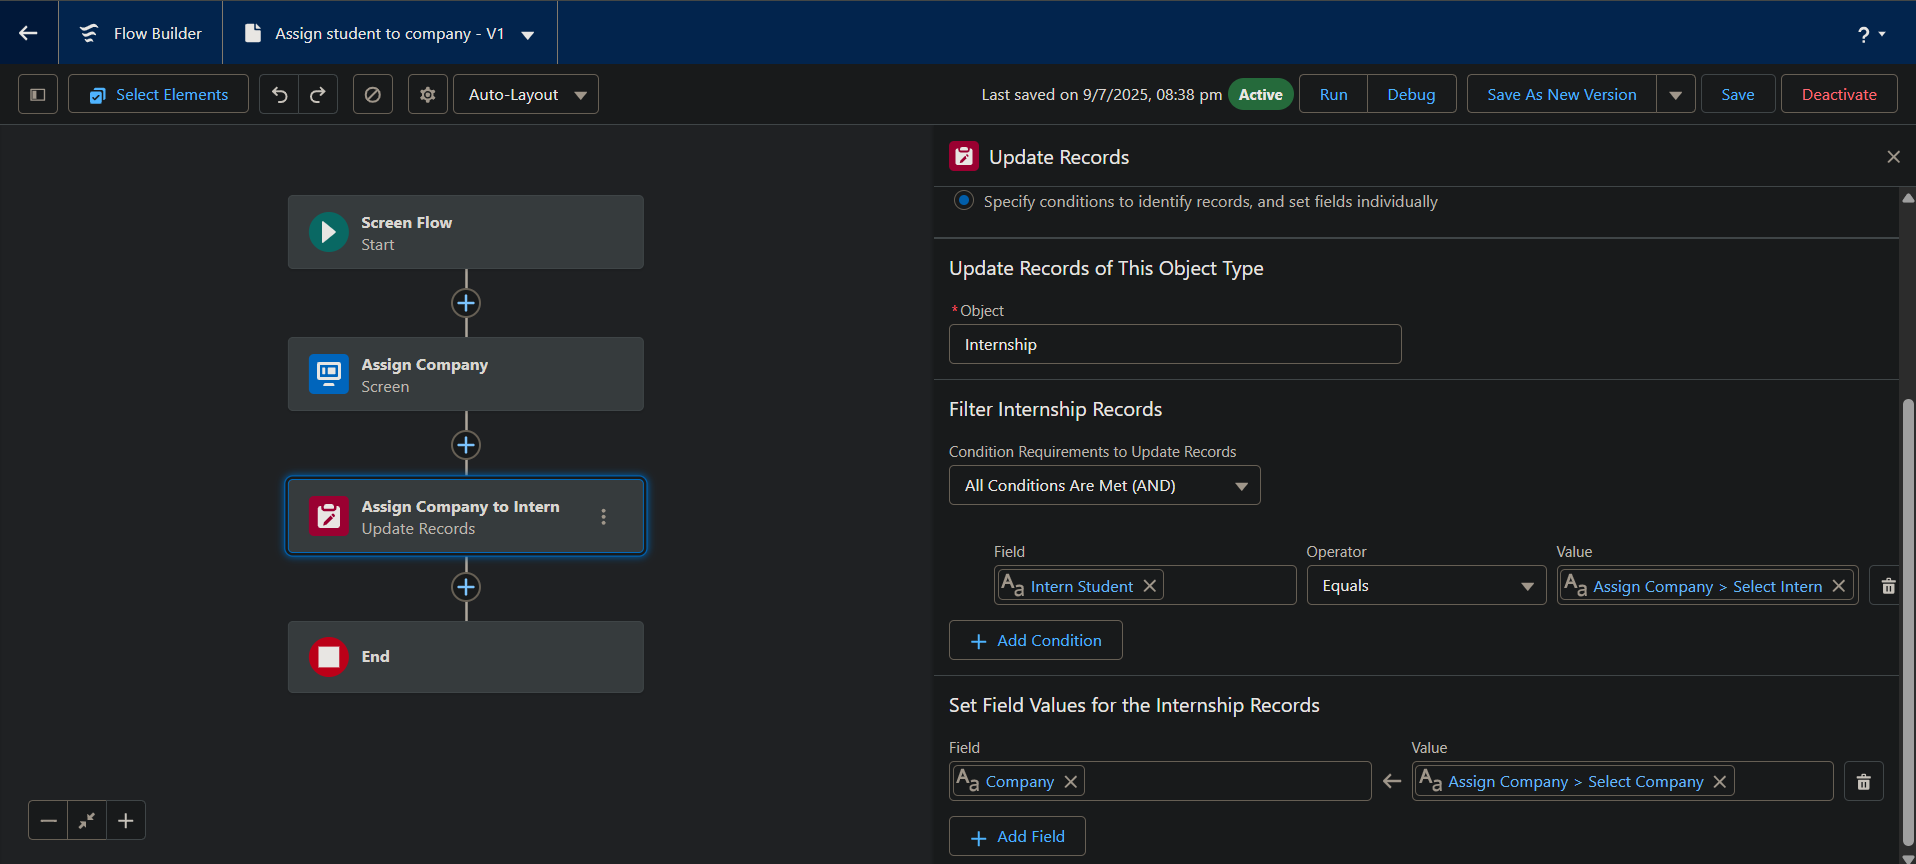 Flow Builder
Assign student to company - V1
?
Select Elements
Auto-Layout
Last saved on 9/7/2025, 08:38 pm
Active
Run
Debug
Save As New Version
Save
Deactivate
Screen Flow
Start
Assign Company
Screen
Assign Company to Intern
Update Records
End
Update Records
Specify conditions to identify records, and set fields individually
Update Records of This Object Type
* Object
Internship
Filter Internship Records
Condition Requirements to Update Records
All Conditions Are Met (AND)
Field Operator Value
Aa Intern Student Equals Aa Assign Company > Select Intern
+ Add Condition
Set Field Values for the Internship Records
Field Value
Aa Company ← Aa Assign Company > Select Company
+ Add Field